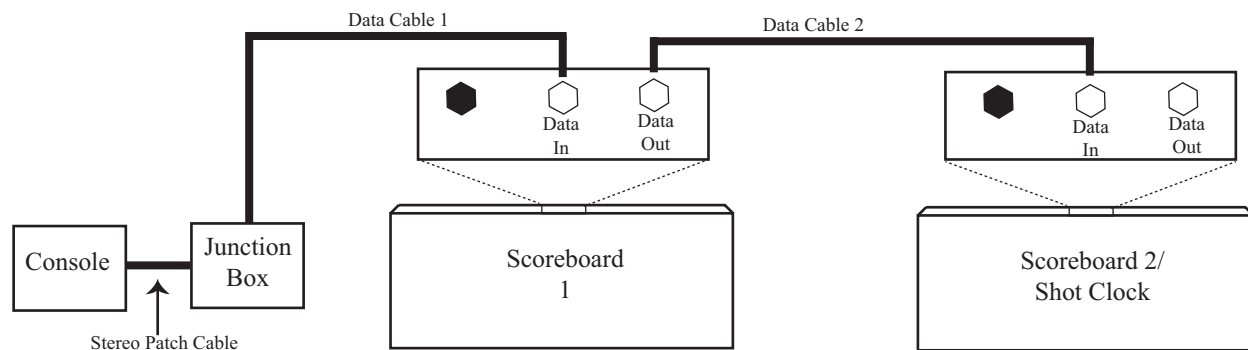 Data Cable 1
Data Cable 2
Data
In
Data
Out
Data
In
Data
Out
Console
Junction
Box
Scoreboard
1
Scoreboard 2/
Shot Clock
Stereo Patch Cable